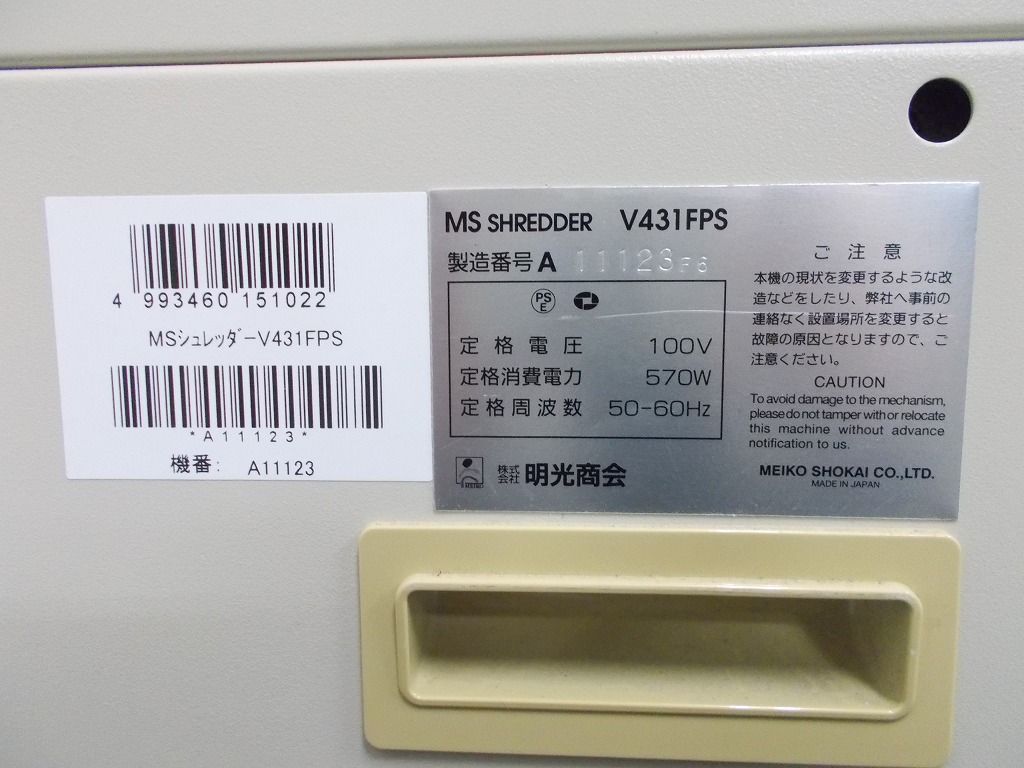 4 993460 151022
MSｼｭﾚｯﾀﾞｰV431FPS
*A11123*
機番: A11123
MS SHREDDER V431FPS
製造番号 A 11123F6
PS
E
定格電圧 100V
定格消費電力 570W
定格周波数 50-60Hz
株式
会社 明光商会
ご注意
本機の現状を変更するような改
造などをしたり、弊社へ事前の
連絡なく設置場所を変更すると
故障の原因となりますので、ご
注意ください。
CAUTION
To avoid damage to the mechanism,
please do not tamper with or relocate
this machine without advance
notification to us.
MEIKO SHOKAI CO.,LTD.
MADE IN JAPAN